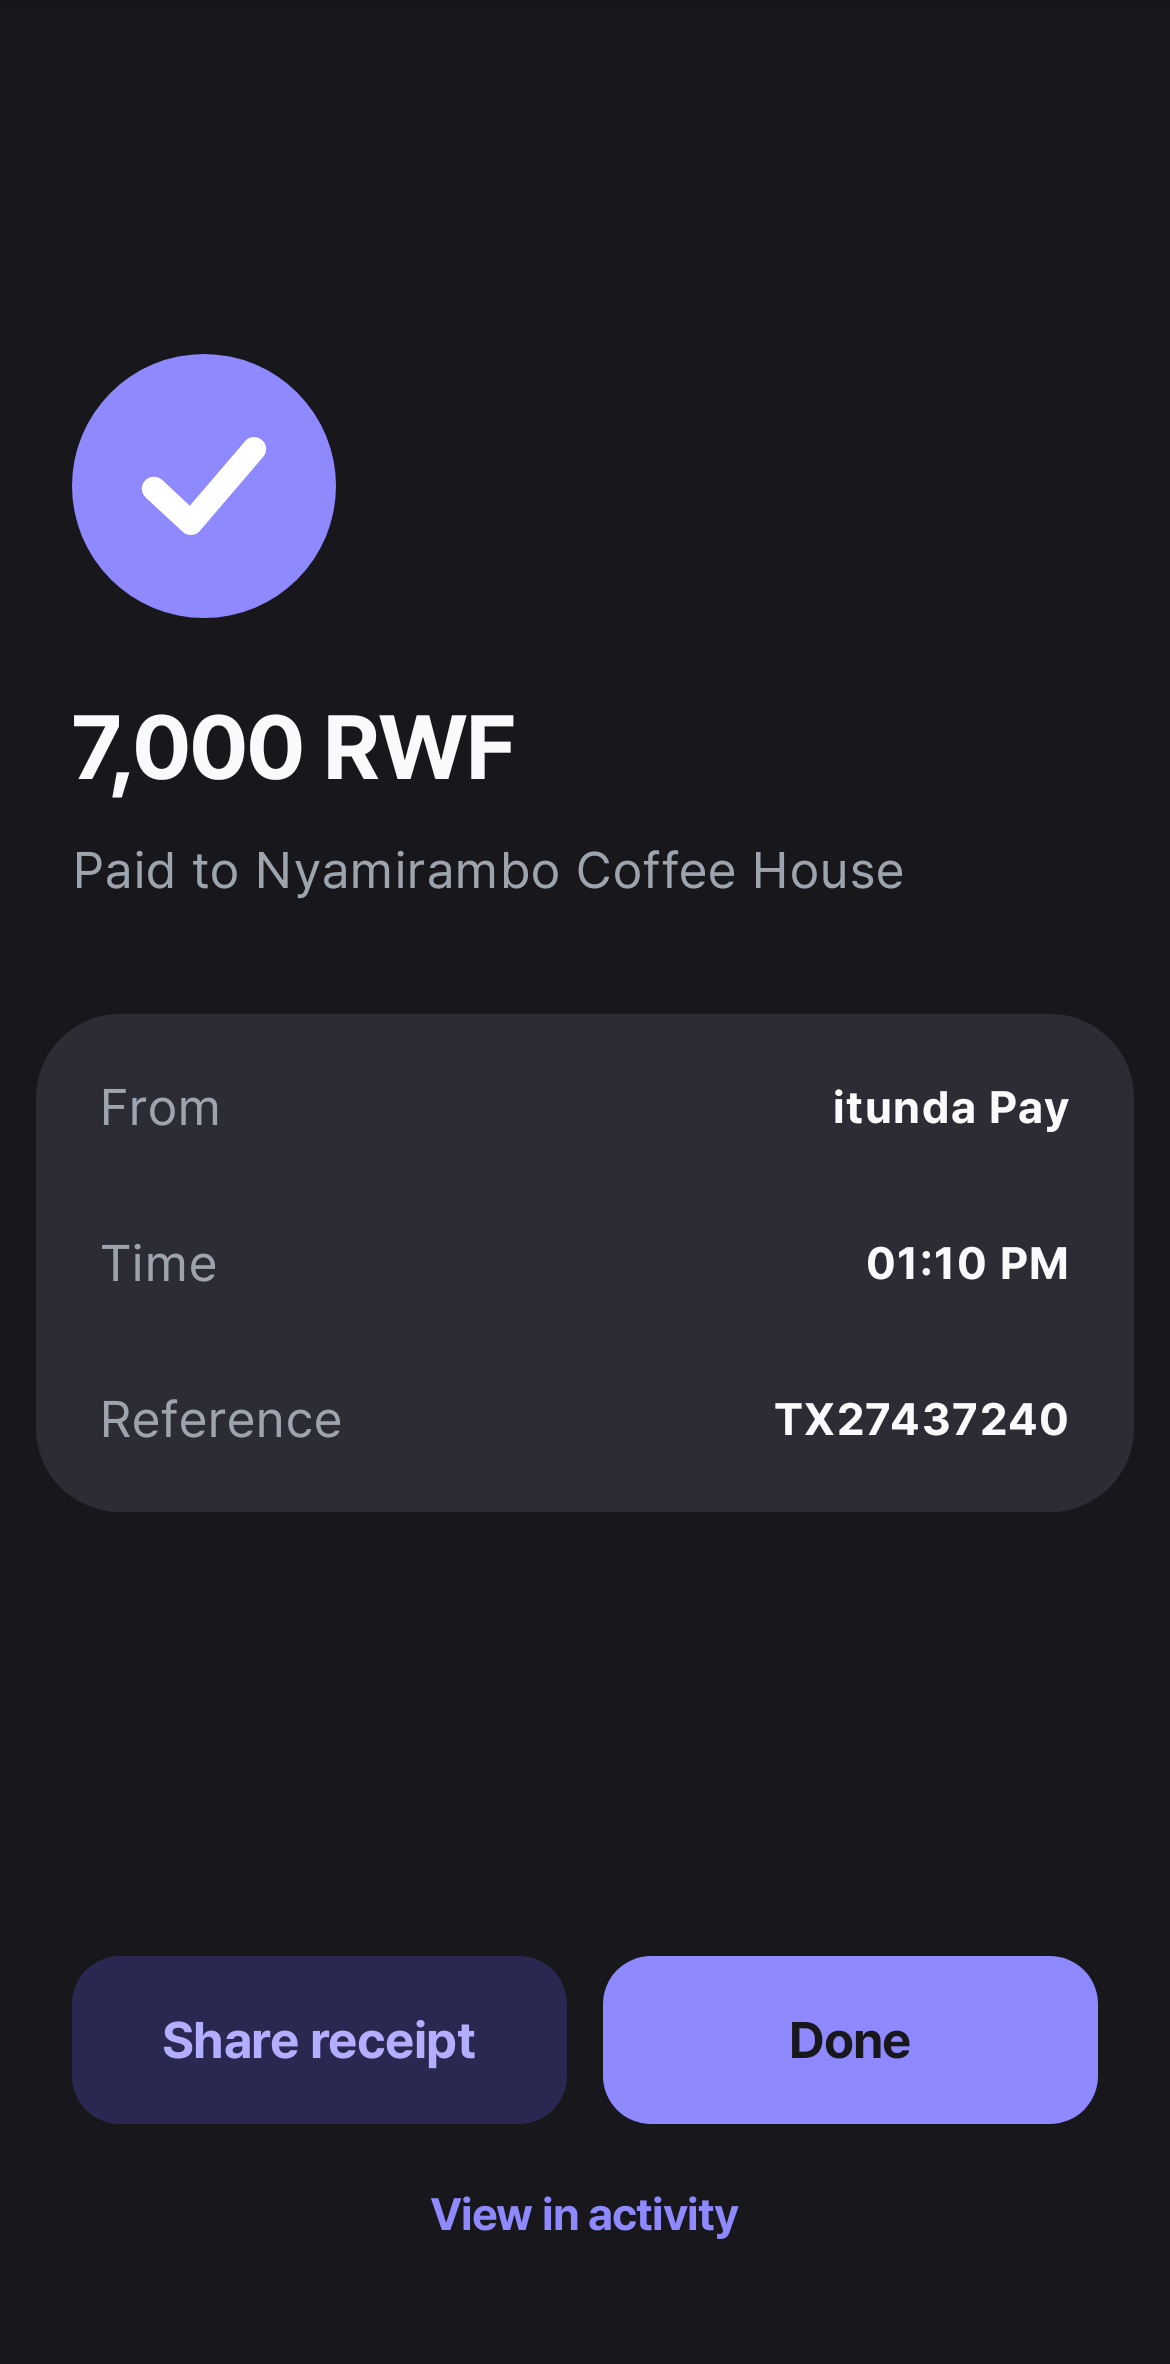 7,000 RWF
Paid to Nyamirambo Coffee House
From itunda Pay
Time 01:10 PM
Reference TX27437240
Share receipt Done
View in activity